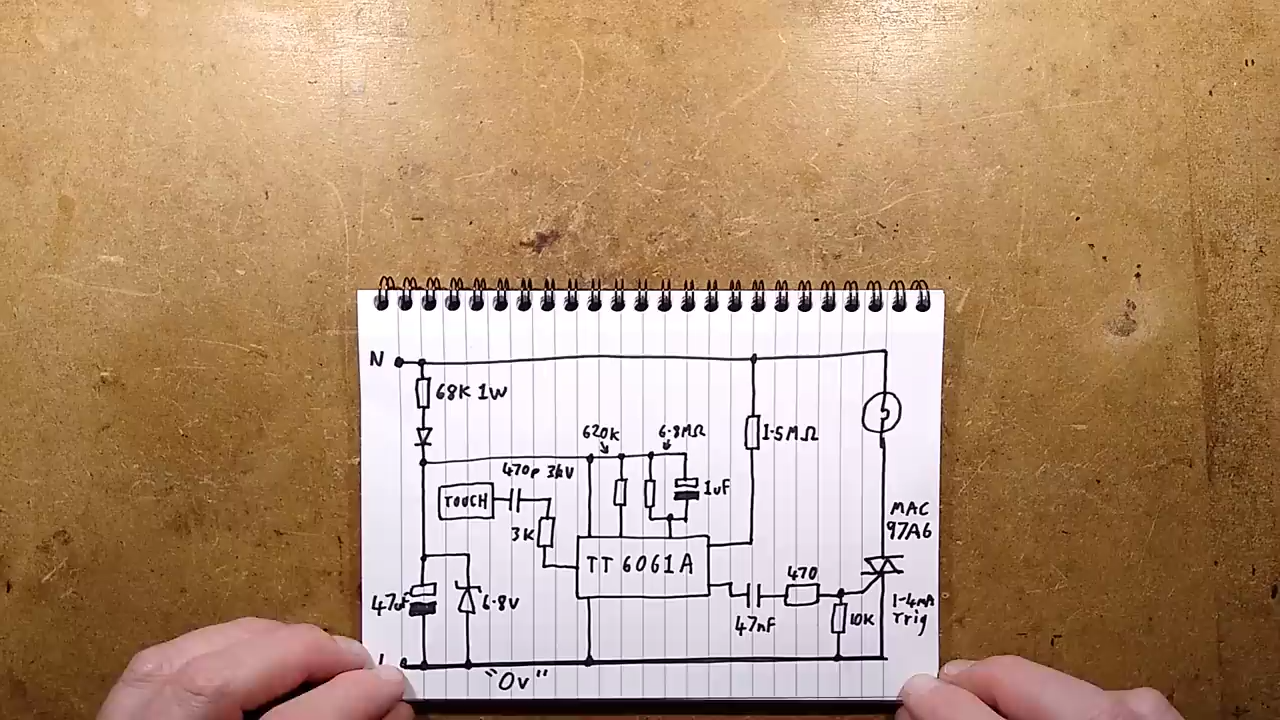 N
68K 1W
620K
6.8MΩ
1.5MΩ
470p 3kV
TOUCH
1uF
3K
MAC
97A6
TT 6061A
470
47uF
6.8V
1-4mA
Trig
10K
47nF
L
"0v"